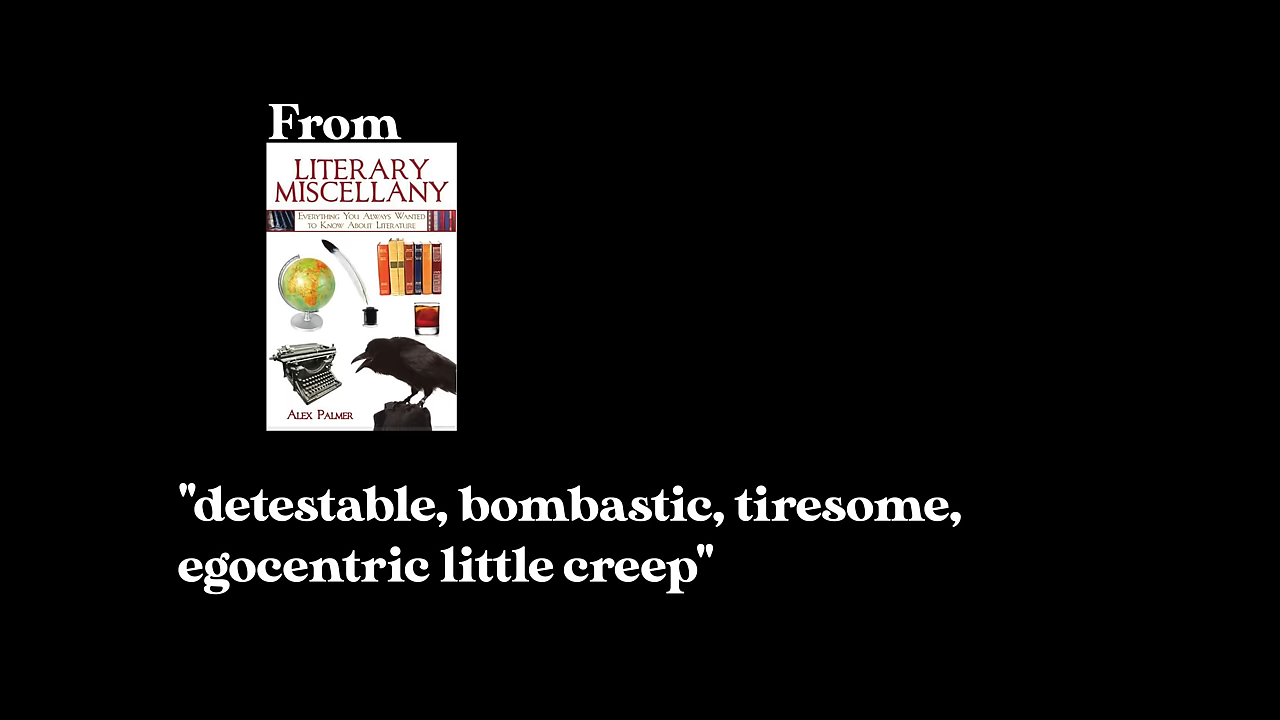 From
LITERARY
MISCELLANY
Everything You Always Wanted
to Know About Literature
Alex Palmer
"detestable, bombastic, tiresome,
egocentric little creep"